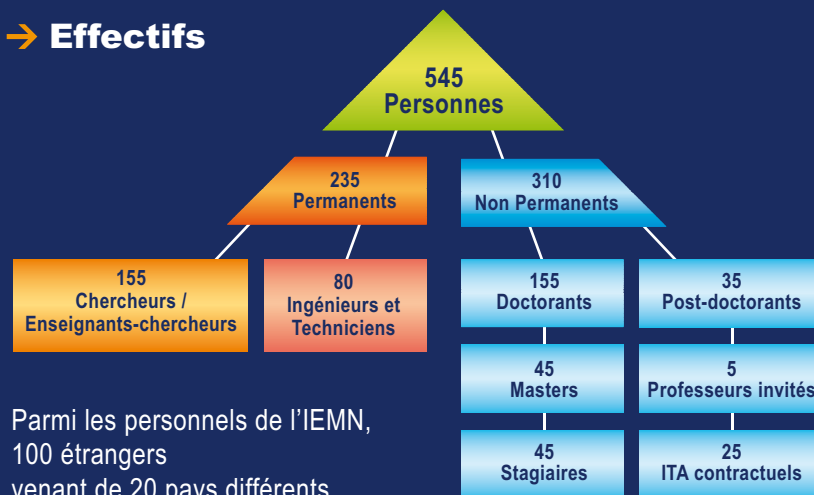 → Effectifs
545
Personnes
235
Permanents
310
Non Permanents
155
Chercheurs /
Enseignants-chercheurs
80
Ingénieurs et
Techniciens
155
Doctorants
35
Post-doctorants
45
Masters
5
Professeurs invités
45
Stagiaires
25
ITA contractuels
Parmi les personnels de l’IEMN,
100 étrangers
venant de 20 pays différents